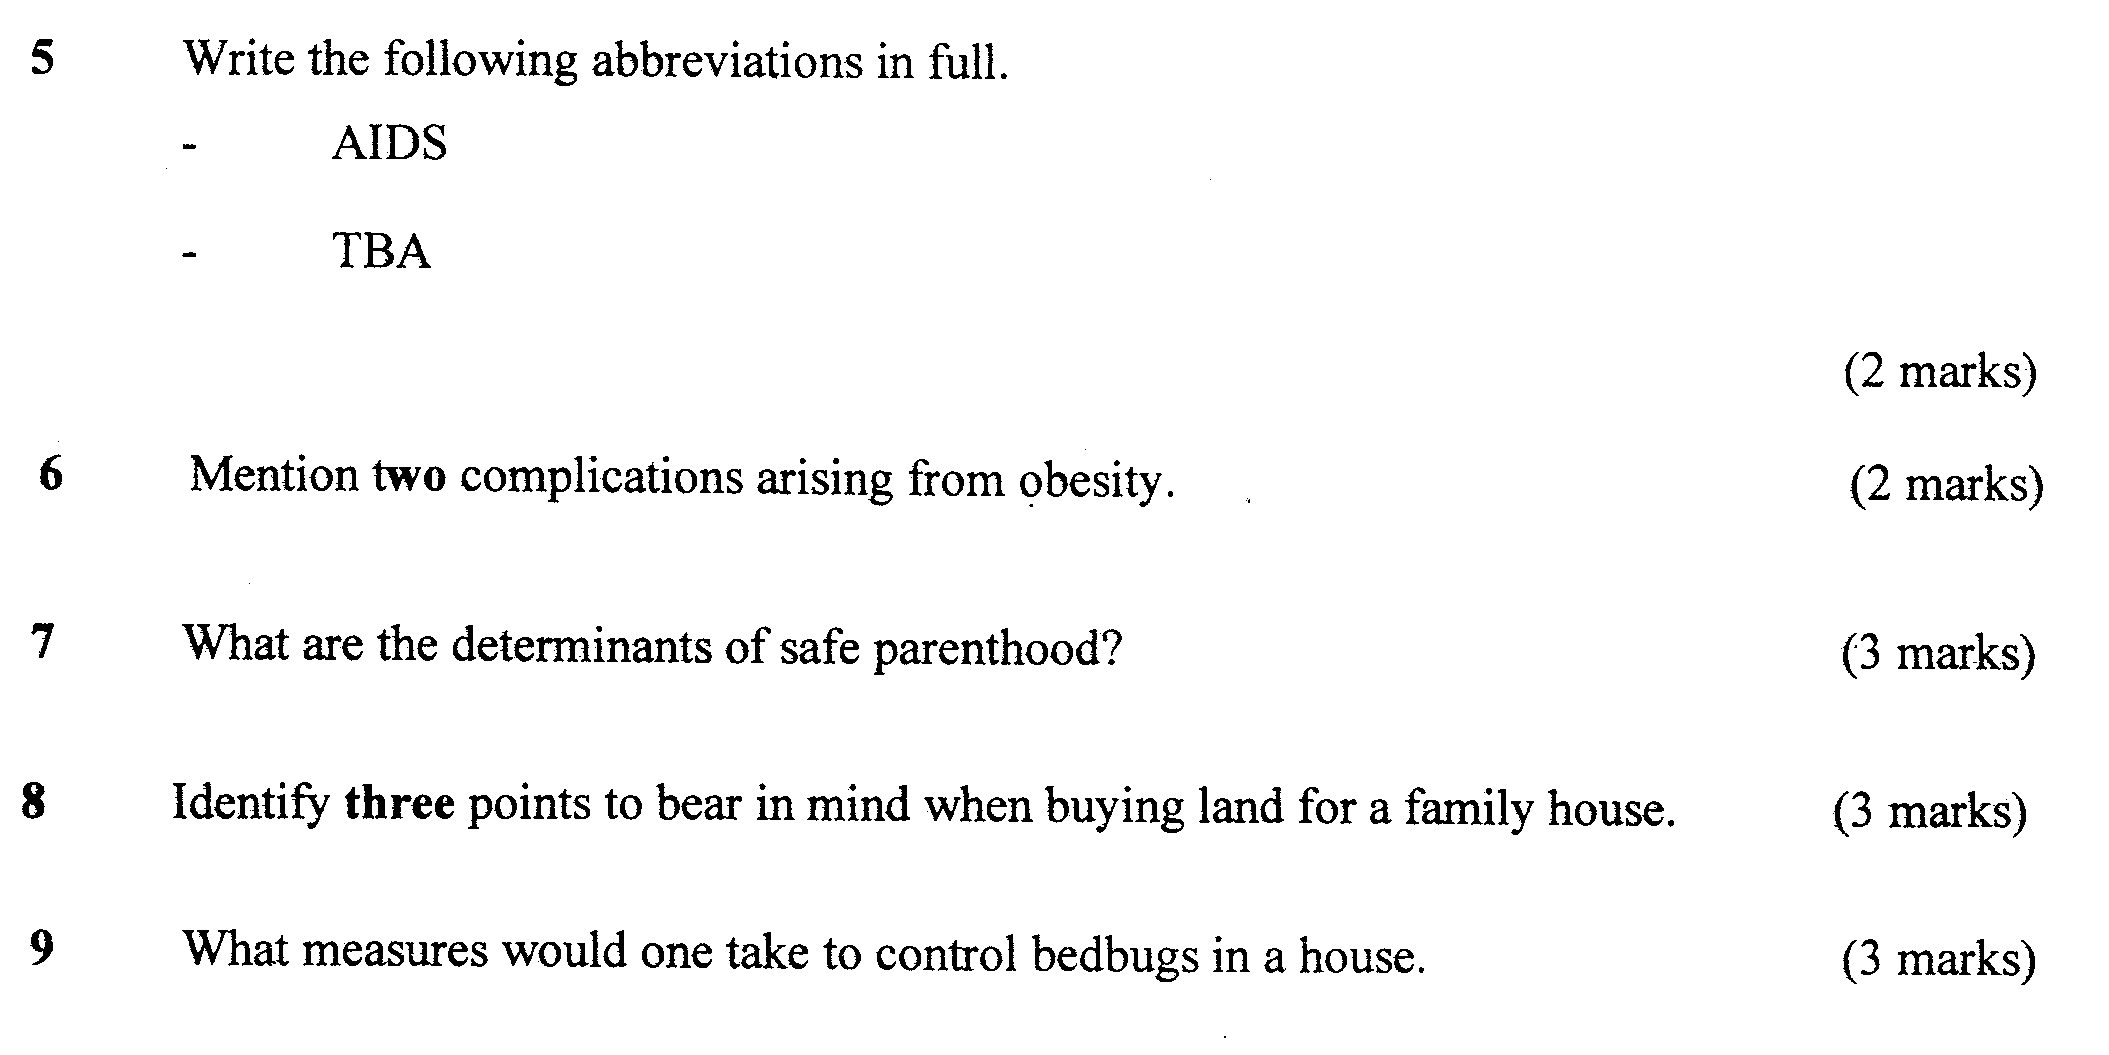 5 Write the following abbreviations in full.
- AIDS
- TBA
(2 marks)
6 Mention two complications arising from obesity. (2 marks)
7 What are the determinants of safe parenthood? (3 marks)
8 Identify three points to bear in mind when buying land for a family house. (3 marks)
9 What measures would one take to control bedbugs in a house. (3 marks)